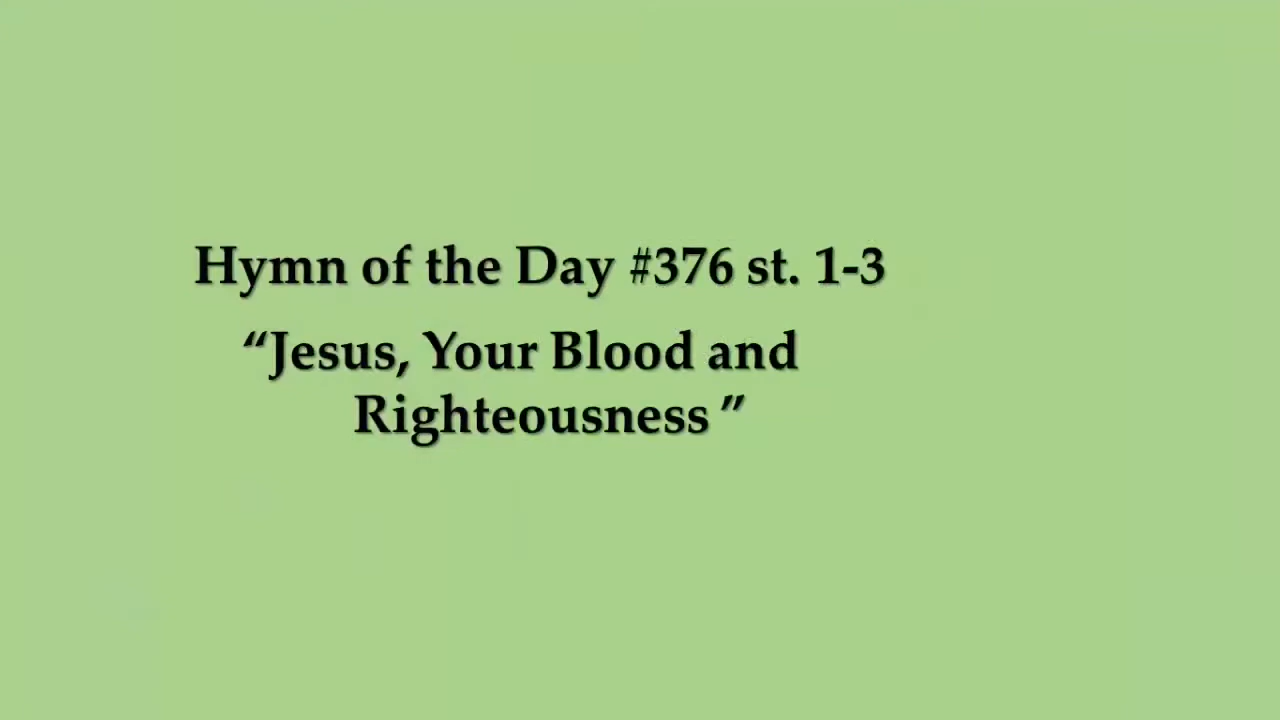 Hymn of the Day #376 st. 1-3
“Jesus, Your Blood and
Righteousness ”